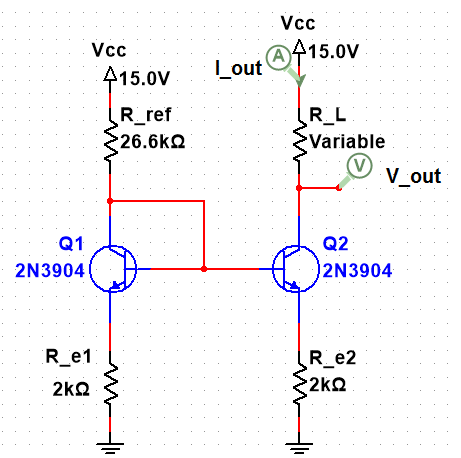 Vcc
15.0V
R_ref
26.6kΩ
Q1
2N3904
R_e1
2kΩ
Vcc
15.0V
A
I_out
R_L
Variable
V
V_out
Q2
2N3904
R_e2
2kΩ